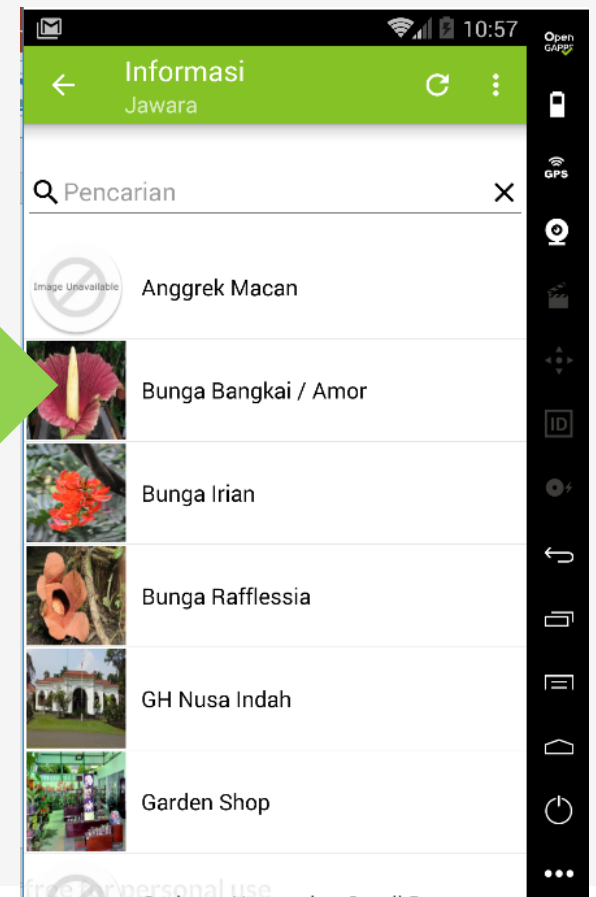 10:57
Open
GAPPS
Informasi
Jawara
GPS
Pencarian
Image Unavailable
Anggrek Macan
Bunga Bangkai / Amor
ID
Bunga Irian
Bunga Rafflessia
GH Nusa Indah
Garden Shop
free for personal use